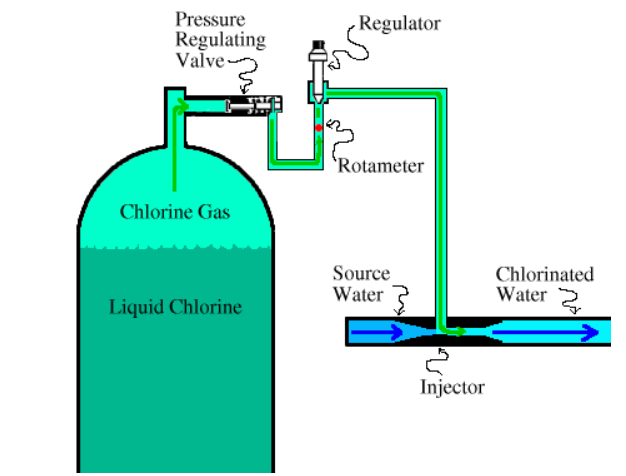 Pressure
Regulating
Valve
Regulator
Rotameter
Chlorine Gas
Liquid Chlorine
Source
Water
Chlorinated
Water
Injector